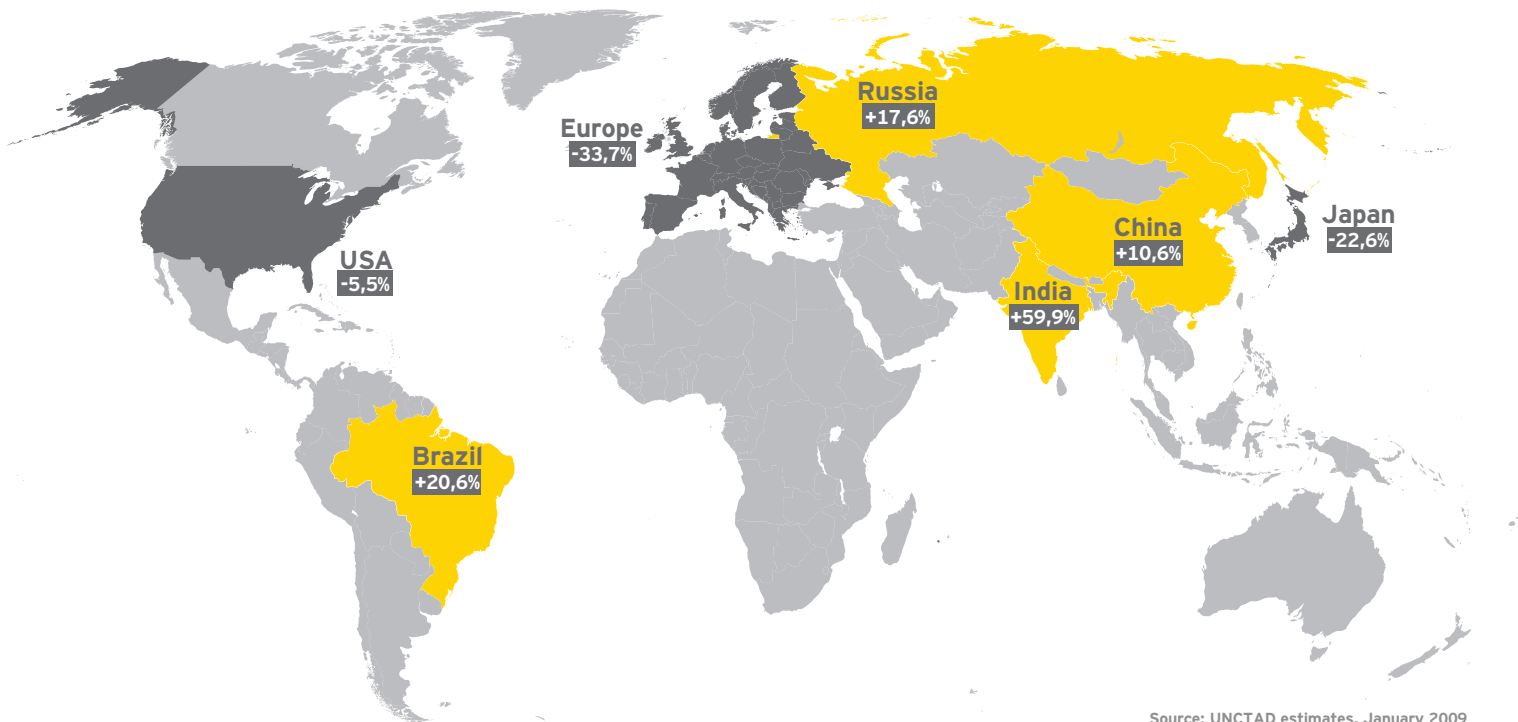 Russia
+17,6%
Europe
-33,7%
Japan
-22,6%
China
+10,6%
USA
-5,5%
India
+59,9%
Brazil
+20,6%
Source: UNCTAD estimates, January 2009